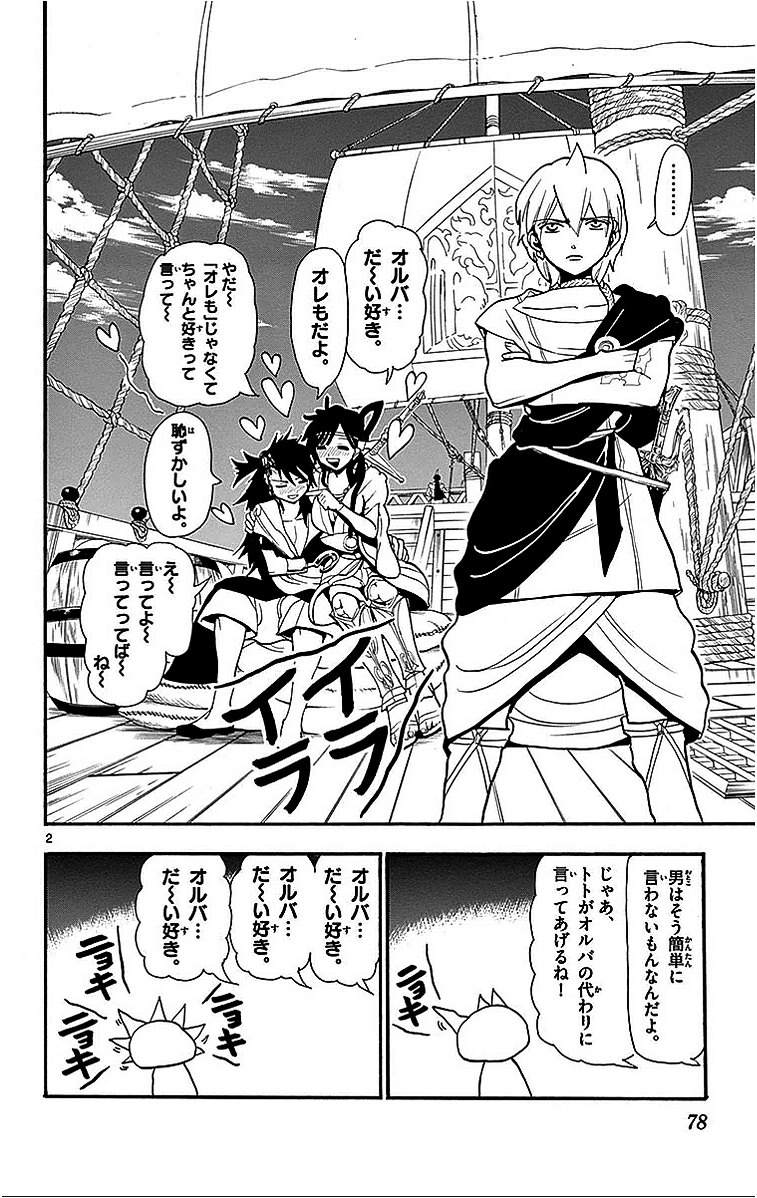 ………
オルバ…
だ～い好き。
オレもだよ。
やだ～
「オレも」じゃなくて
ちゃんと好きって
言って～
恥ずかしいよ。
え～
言ってよ～
言ってってば～
ね～
イライラ
2
男はそう簡単に
言わないもんなんだよ。
じゃあ、
トトがオルバの代わりに
言ってあげるね!
オルバ…
だ～い好き。
オルバ…
だ～い好き。
オルバ…
だ～い好き。
ニョキ
ニョキ
ニョキ
78